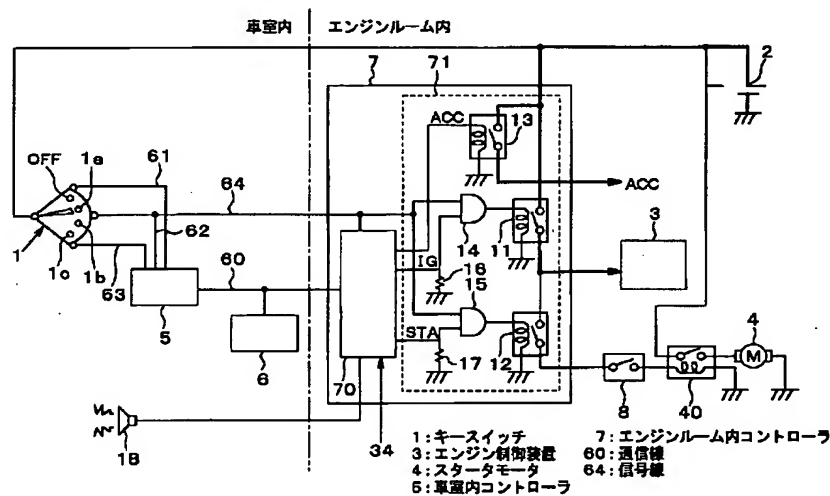 車室内 エンジンルーム内
7 71 2
ACC 13
OFF 1a 61 64 ACC
62 14 11 3
1 IG 16
1c 1b 60 15
63 4
5 STA M
6 17 12
70 8 40
34
18
1:キースイッチ 7:エンジンルーム内コントローラ
3:エンジン制御装置 60:通信線
4:スタータモータ 64:信号線
5:車室内コントローラ